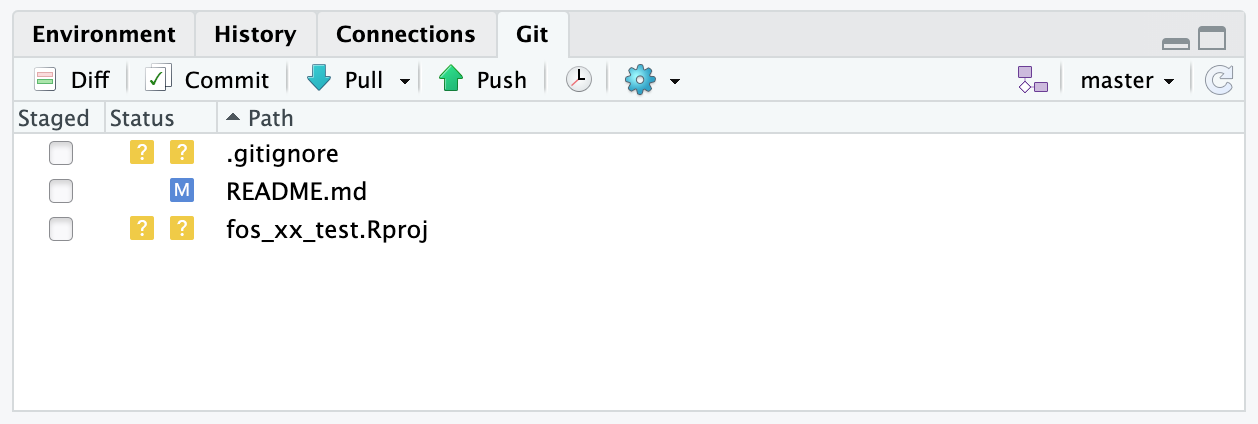 Environment History Connections Git
Diff Commit Pull Push master
Staged Status Path
? ? .gitignore
M README.md
? ? fos_xx_test.Rproj